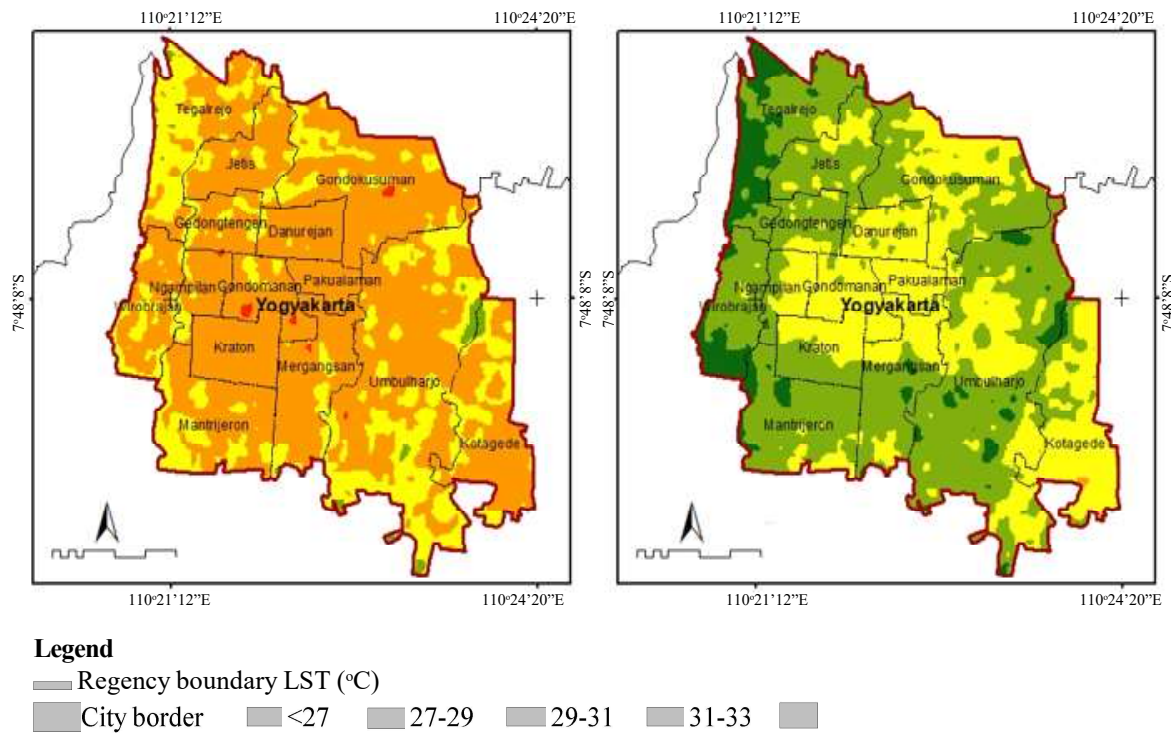 110°21'12"E 110°24'20"E 110°21'12"E 110°24'20"E
Tegalrejo
Jetis
Gondokusuman
Gedongtengen
Danurejan
Pakualaman
Ngampilan
Gondomanan
Yogyakarta
Wirobrajan
Kraton
Mergangsan
Umbulharjo
Mantrijeron
Kotagede
7°48'8"S
7°48'8"S
Tegalrejo
Jetis
Gondokusuman
Gedongtengen
Danurejan
Pakualaman
Ngampilan
Gondomanan
Yogyakarta
Wirobrajan
Kraton
Mergangsan
Umbulharjo
Mantrijeron
Kotagede
7°48'8"S
7°48'8"S
110°21'12"E 110°24'20"E 110°21'12"E 110°24'20"E
Legend
Regency boundary LST (°C)
City border <27 27-29 29-31 31-33